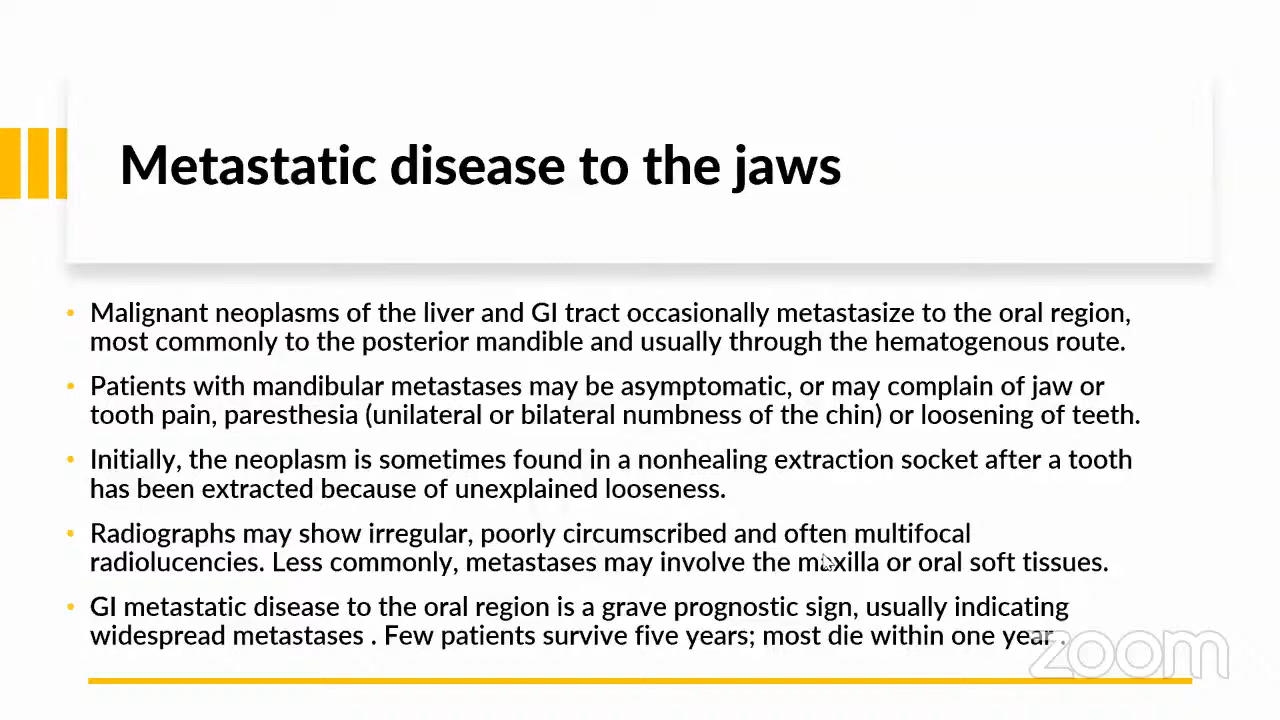 Metastatic disease to the jaws
• Malignant neoplasms of the liver and GI tract occasionally metastasize to the oral region,
most commonly to the posterior mandible and usually through the hematogenous route.
• Patients with mandibular metastases may be asymptomatic, or may complain of jaw or
tooth pain, paresthesia (unilateral or bilateral numbness of the chin) or loosening of teeth.
• Initially, the neoplasm is sometimes found in a nonhealing extraction socket after a tooth
has been extracted because of unexplained looseness.
• Radiographs may show irregular, poorly circumscribed and often multifocal
radiolucencies. Less commonly, metastases may involve the maxilla or oral soft tissues.
• GI metastatic disease to the oral region is a grave prognostic sign, usually indicating
widespread metastases . Few patients survive five years; most die within one year .
zoom